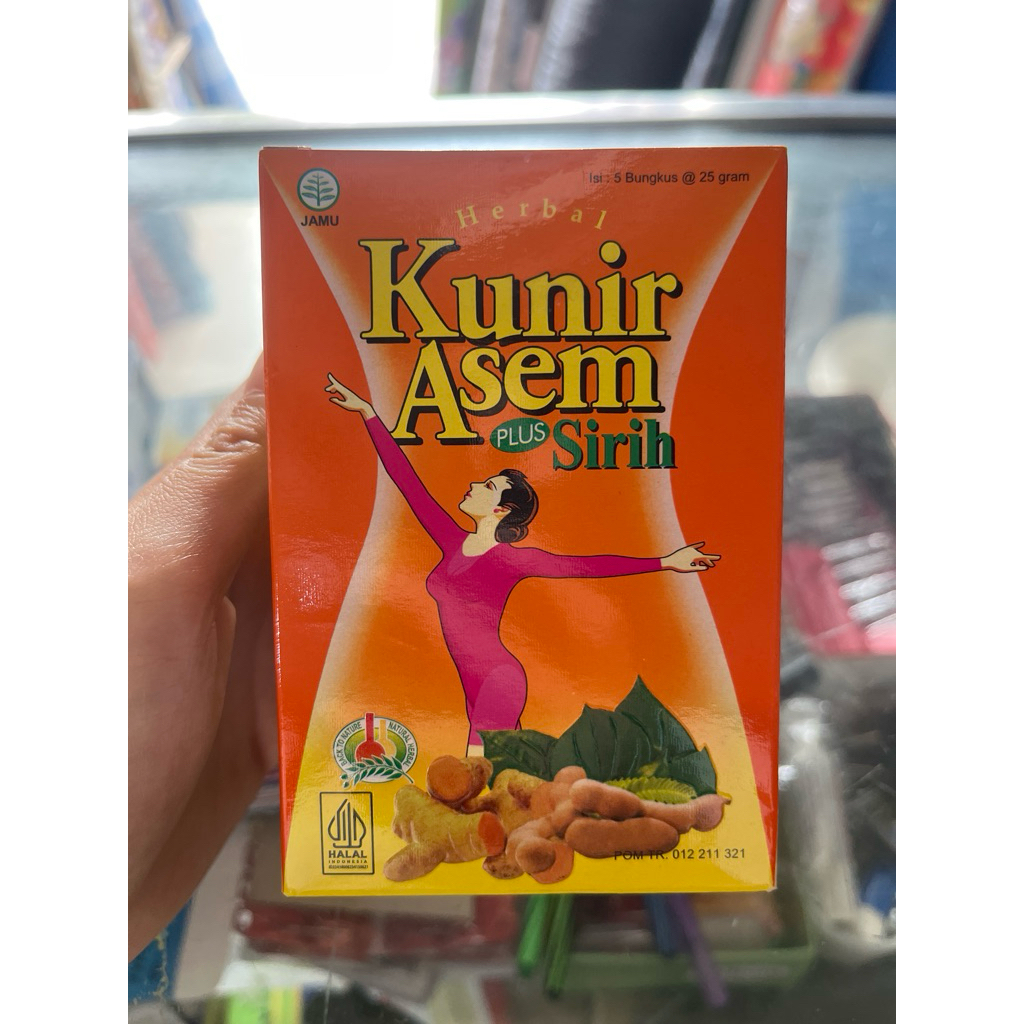 JAMU
Isi : 5 Bungkus @ 25 gram
Herbal
Kunir
Asem
PLUS Sirih
BACK TO NATURE NATURAL HERBAL
HALAL
INDONESIA
POM TR. 012 211 321